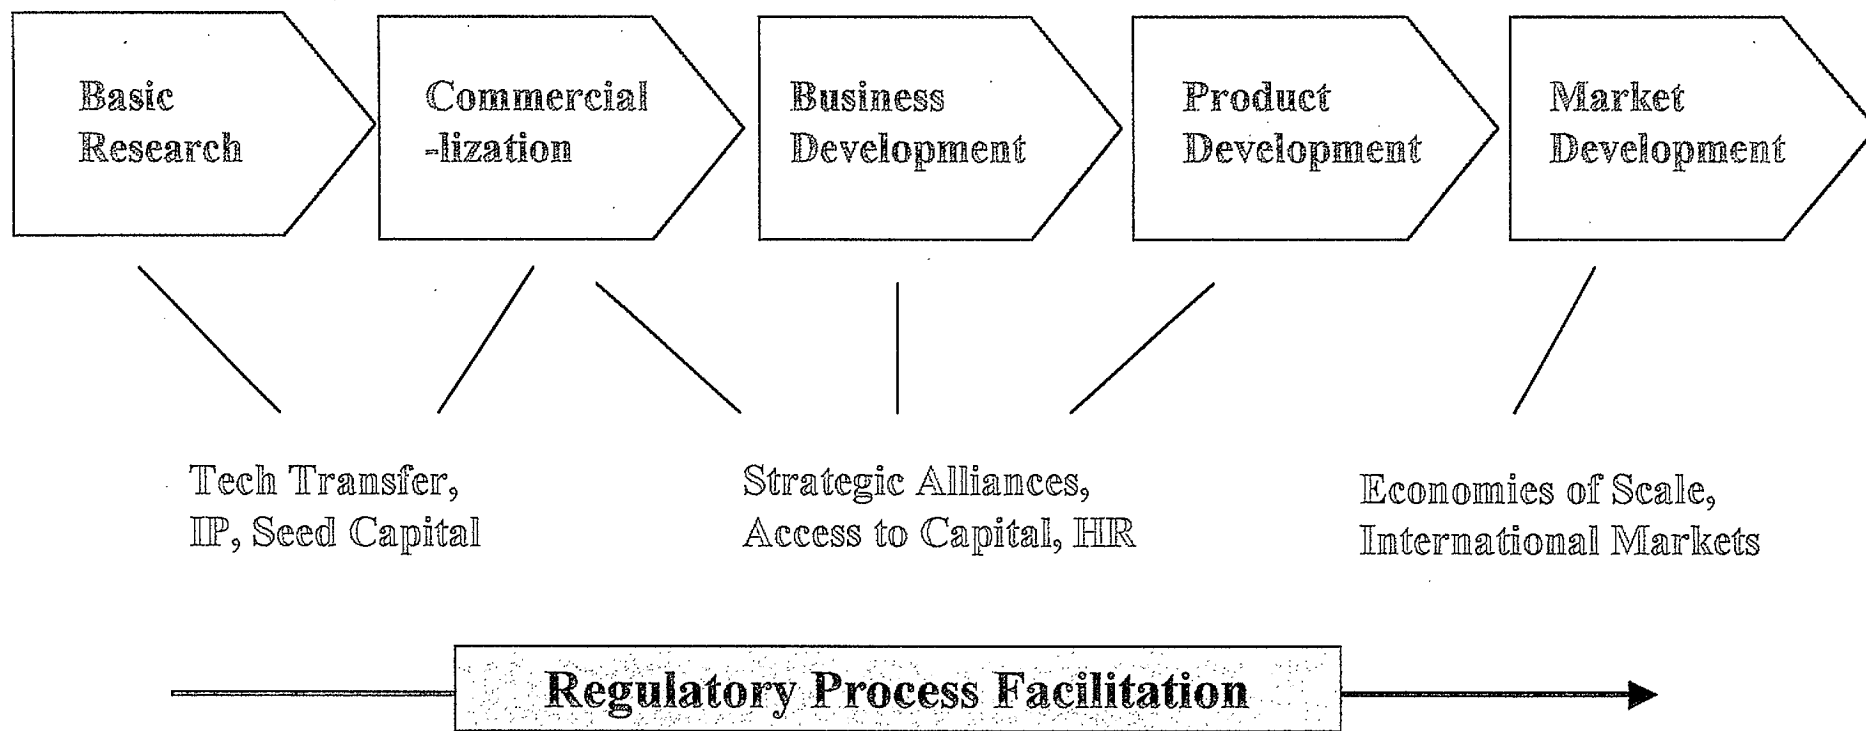 Basic
Research
Commercial
-lization
Business
Development
Product
Development
Market
Development
Tech Transfer,
IP, Seed Capital
Strategic Alliances,
Access to Capital, HR
Economies of Scale,
International Markets
Regulatory Process Facilitation